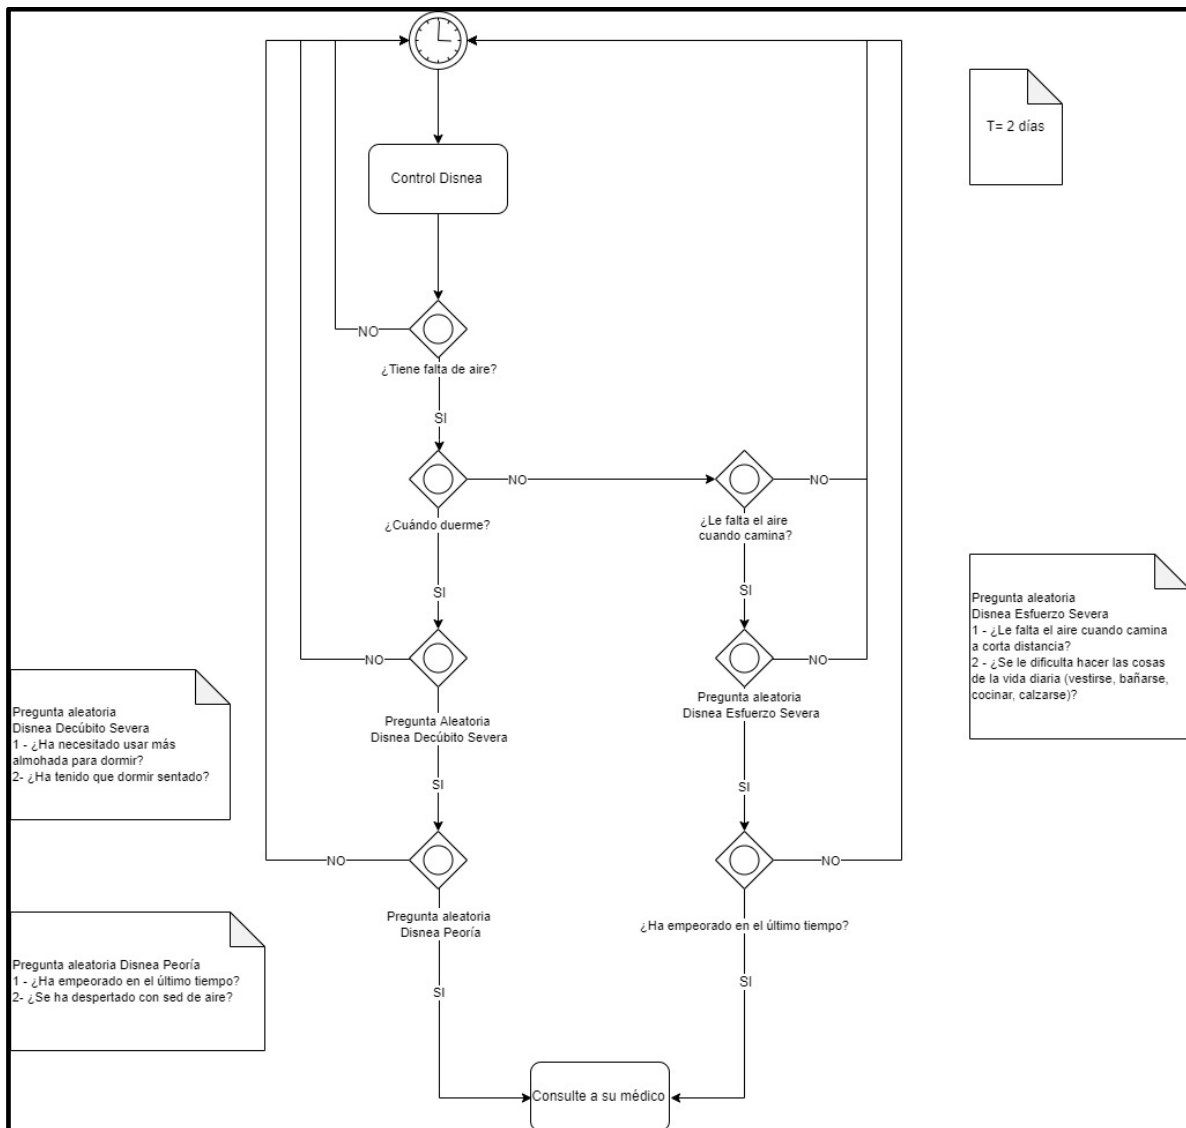 T= 2 días
Control Disnea
NO
¿Tiene falta de aire?
SI
NO
NO
¿Cuándo duerme?
¿Le falta el aire
cuando camina?
SI
SI
Pregunta aleatoria
Disnea Esfuerzo Severa
1 - ¿Le falta el aire cuando camina
a corta distancia?
2 - ¿Se le dificulta hacer las cosas
de la vida diaria (vestirse, bañarse,
cocinar, calzarse)?
NO
NO
Pregunta Aleatoria
Disnea Decúbito Severa
Pregunta aleatoria
Disnea Esfuerzo Severa
Pregunta aleatoria
Disnea Decúbito Severa
1 - ¿Ha necesitado usar más
almohada para dormir?
2- ¿Ha tenido que dormir sentado?
SI
SI
NO
NO
Pregunta aleatoria
Disnea Peoría
¿Ha empeorado en el último tiempo?
Pregunta aleatoria Disnea Peoría
1 - ¿Ha empeorado en el último tiempo?
2- ¿Se ha despertado con sed de aire?
SI
SI
Consulte a su médico